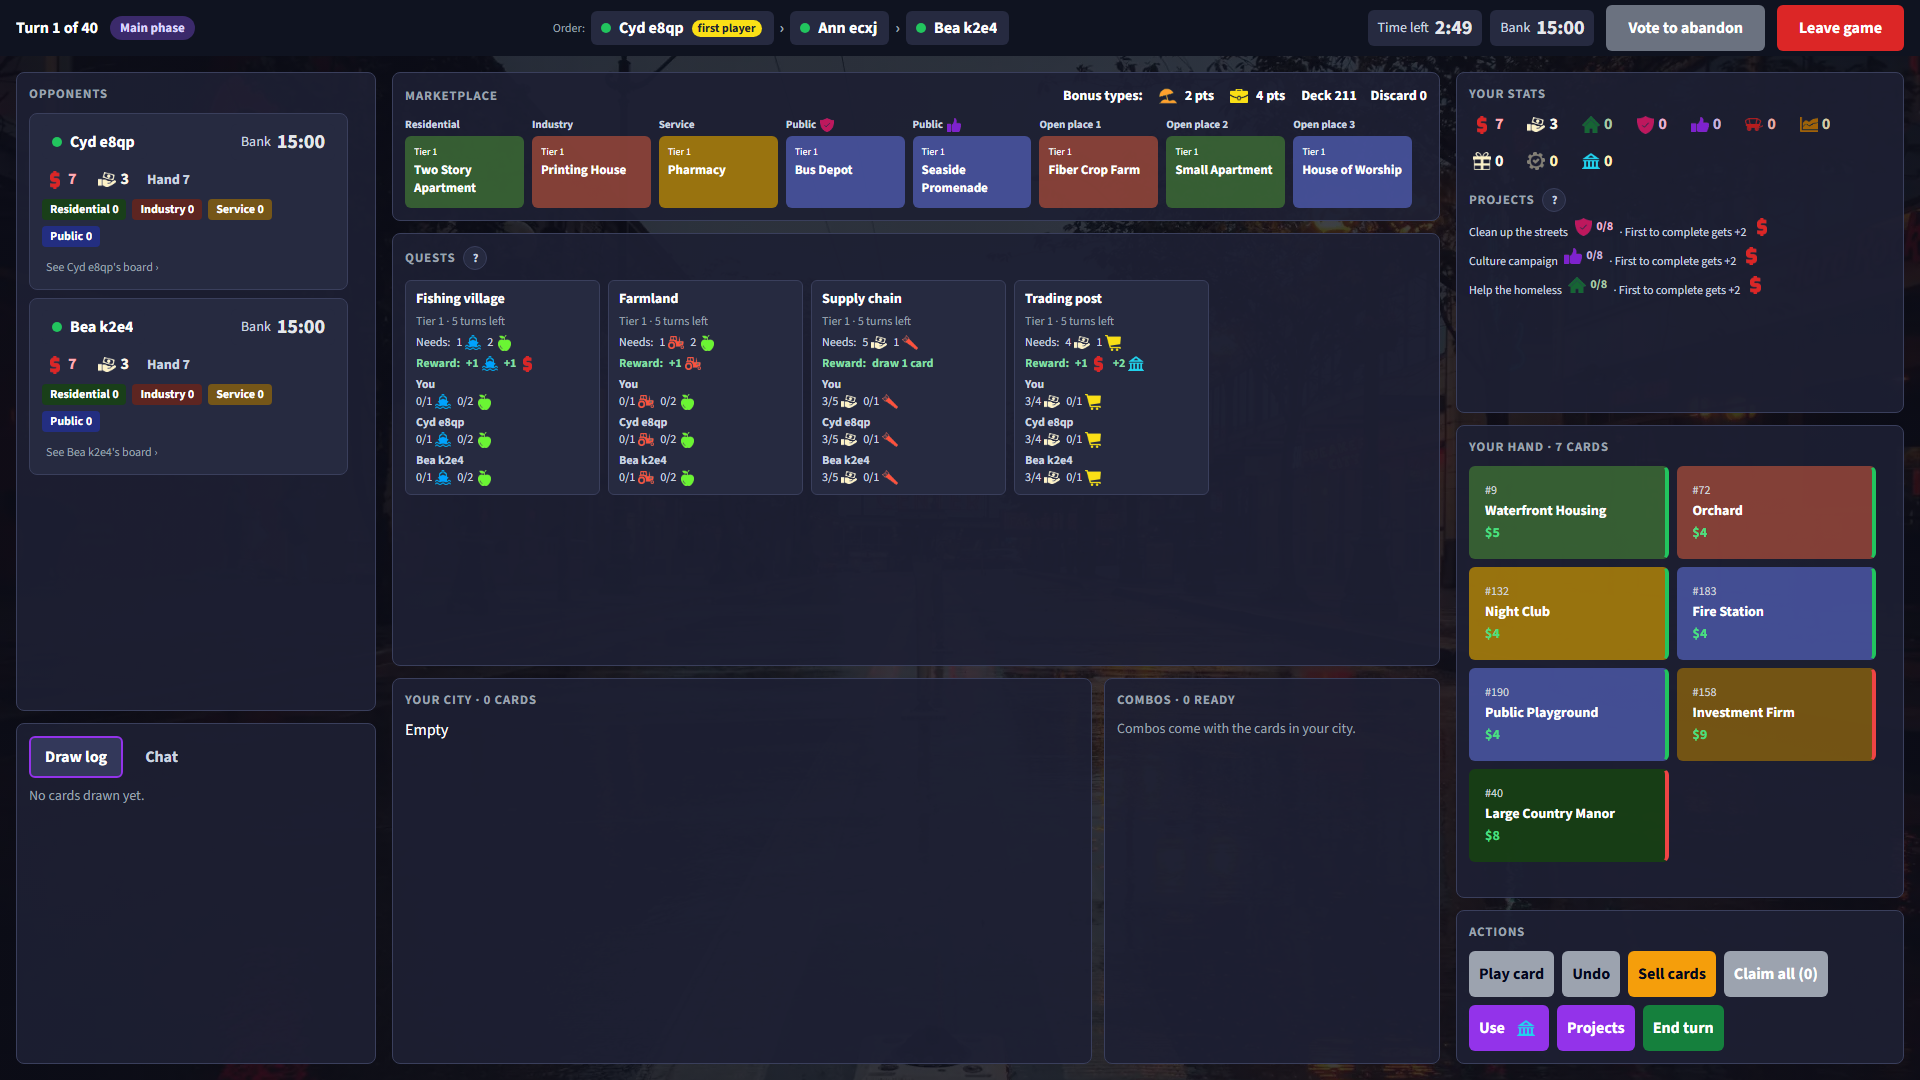 Turn 1 of 40 Main phase
Order: Cyd e8qp first player › Ann ecxj › Bea k2e4
Time left 2:49 Bank 15:00 Vote to abandon Leave game
OPPONENTS
Cyd e8qp Bank 15:00
7 3 Hand 7
Residential 0 Industry 0 Service 0
Public 0
See Cyd e8qp's board ›
Bea k2e4 Bank 15:00
7 3 Hand 7
Residential 0 Industry 0 Service 0
Public 0
See Bea k2e4's board ›
Draw log Chat
No cards drawn yet.
MARKETPLACE Bonus types: 2 pts 4 pts Deck 211 Discard 0
Residential Industry Service Public Public Open place 1 Open place 2 Open place 3
Tier 1 Tier 1 Tier 1 Tier 1 Tier 1 Tier 1 Tier 1 Tier 1
Two Story Printing House Pharmacy Bus Depot Seaside Fiber Crop Farm Small Apartment House of Worship
Apartment Promenade
QUESTS ?
Fishing village
Tier 1 · 5 turns left
Needs: 1 2
Reward: +1 +1
You
0/1 0/2
Cyd e8qp
0/1 0/2
Bea k2e4
0/1 0/2
Farmland
Tier 1 · 5 turns left
Needs: 1 2
Reward: +1
You
0/1 0/2
Cyd e8qp
0/1 0/2
Bea k2e4
0/1 0/2
Supply chain
Tier 1 · 5 turns left
Needs: 5 1
Reward: draw 1 card
You
3/5 0/1
Cyd e8qp
3/5 0/1
Bea k2e4
3/5 0/1
Trading post
Tier 1 · 5 turns left
Needs: 4 1
Reward: +1 +2
You
3/4 0/1
Cyd e8qp
3/4 0/1
Bea k2e4
3/4 0/1
YOUR CITY · 0 CARDS
Empty
COMBOS · 0 READY
Combos come with the cards in your city.
YOUR STATS
7 3 0 0 0 0 0
0 0 0
PROJECTS ?
Clean up the streets 0/8 · First to complete gets +2
Culture campaign 0/8 · First to complete gets +2
Help the homeless 0/8 · First to complete gets +2
YOUR HAND · 7 CARDS
#9
Waterfront Housing
$5
#72
Orchard
$4
#132
Night Club
$4
#183
Fire Station
$4
#190
Public Playground
$4
#158
Investment Firm
$9
#40
Large Country Manor
$8
ACTIONS
Play card Undo Sell cards Claim all (0)
Use Projects End turn